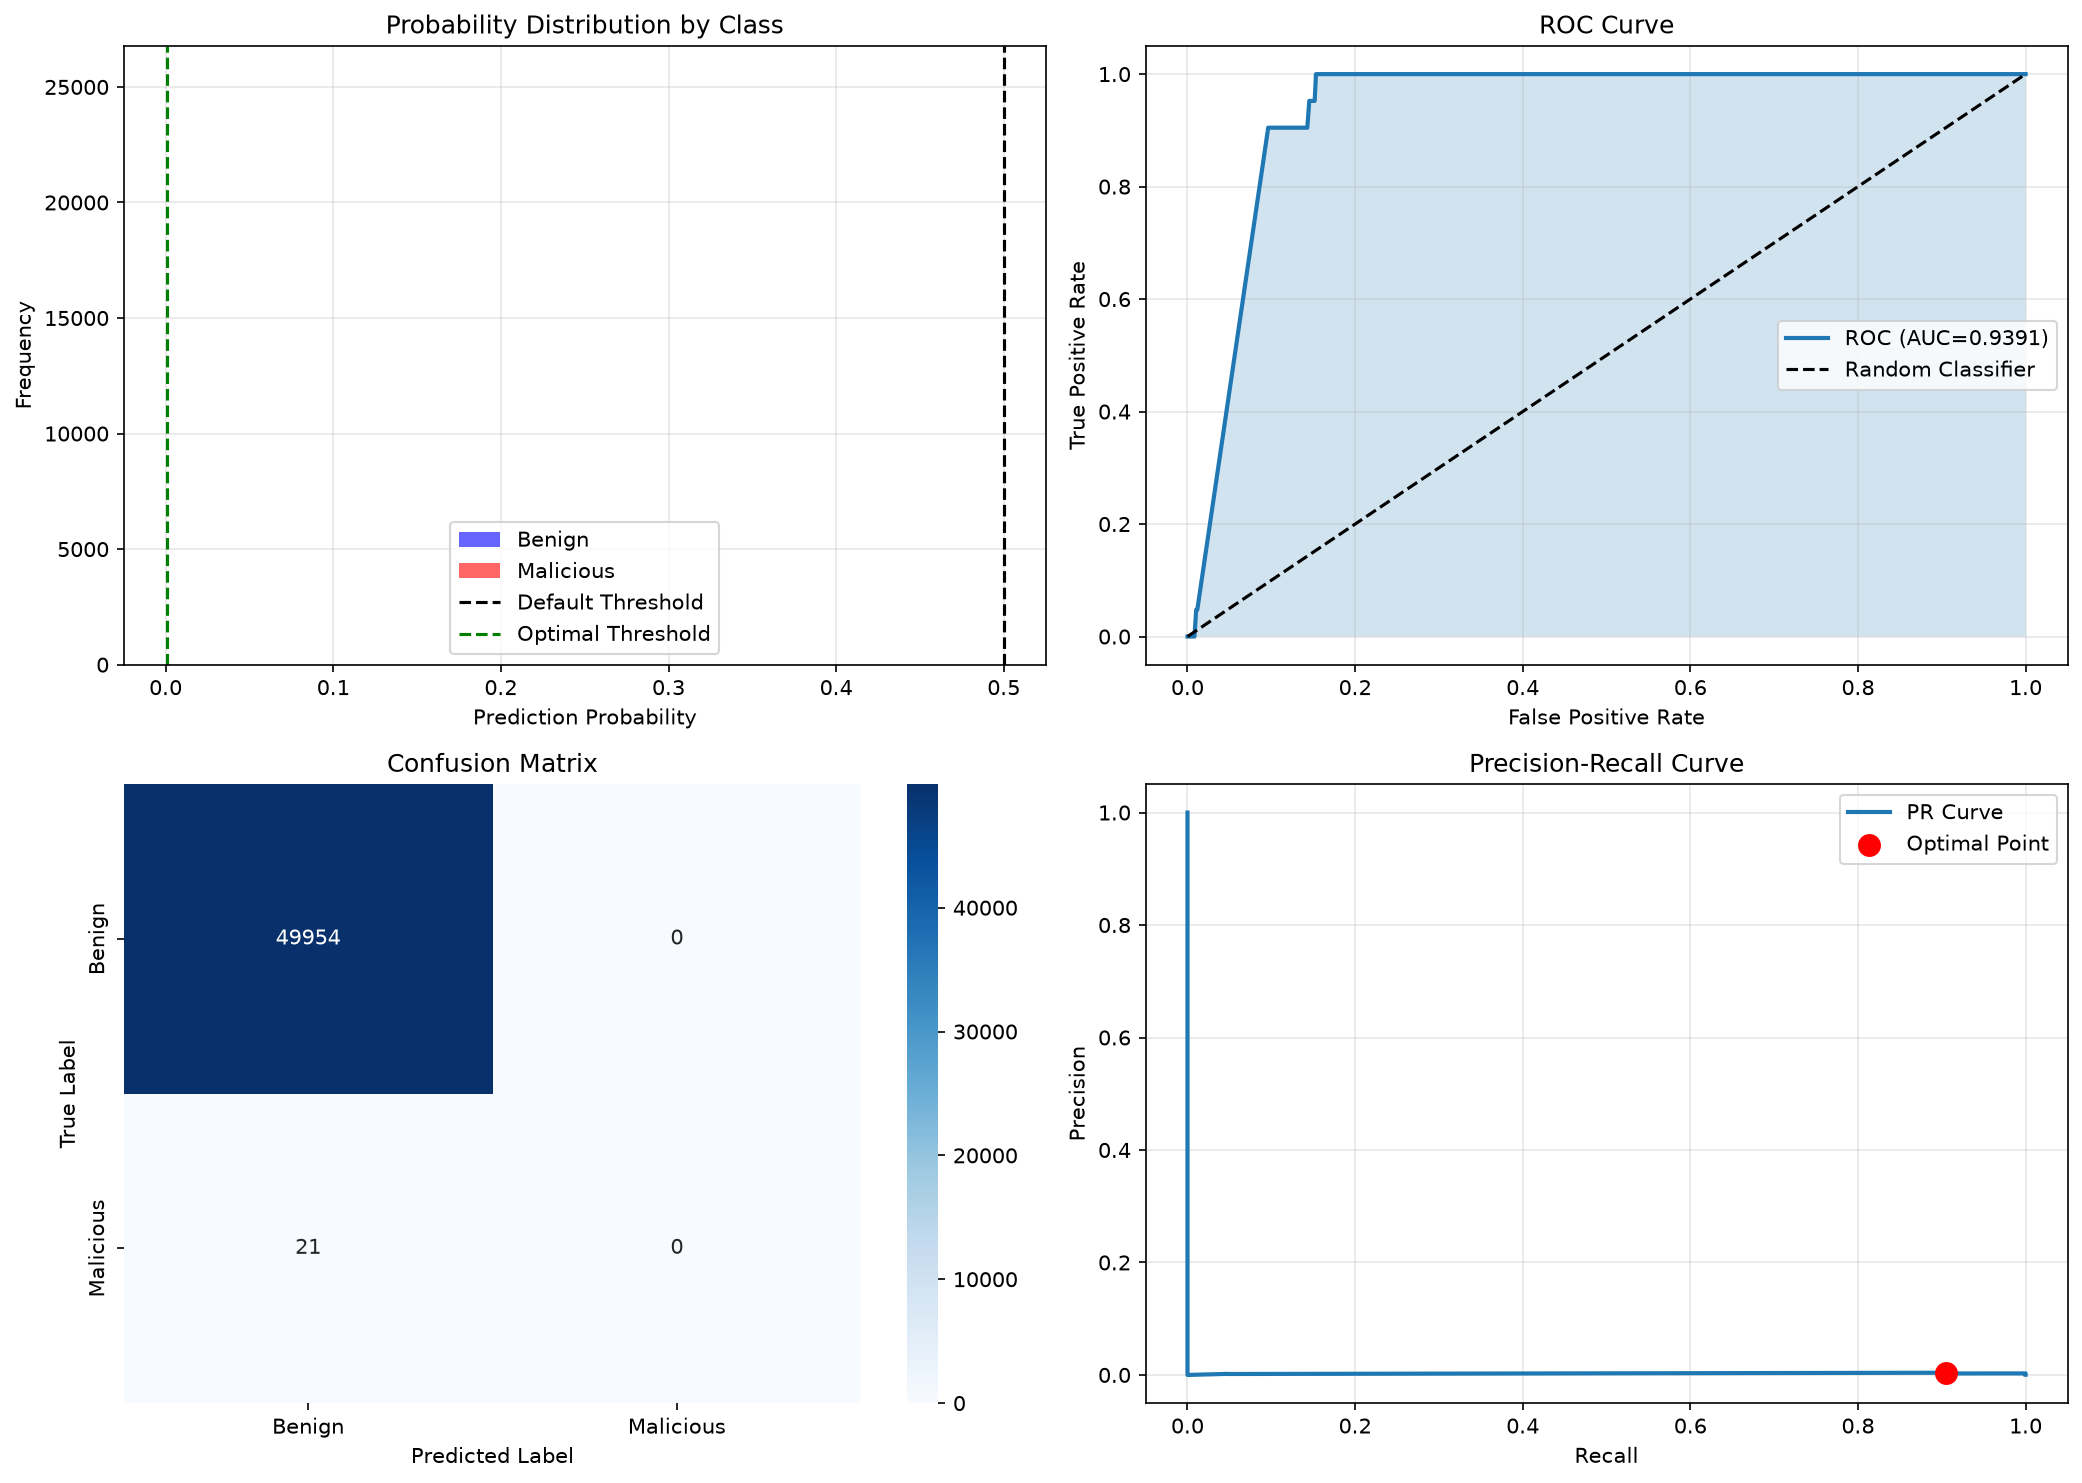 Probability Distribution by Class
Frequency
25000
20000
15000
10000
5000
0
Benign
Malicious
Default Threshold
Optimal Threshold
0.0 0.1 0.2 0.3 0.4 0.5
Prediction Probability
ROC Curve
True Positive Rate
1.0
0.8
0.6
0.4
0.2
0.0
ROC (AUC=0.9391)
Random Classifier
0.0 0.2 0.4 0.6 0.8 1.0
False Positive Rate
Confusion Matrix
True Label
Benign
Malicious
49954 0
21 0
Benign Malicious
Predicted Label
40000
30000
20000
10000
0
Precision-Recall Curve
Precision
1.0
0.8
0.6
0.4
0.2
0.0
PR Curve
Optimal Point
0.0 0.2 0.4 0.6 0.8 1.0
Recall